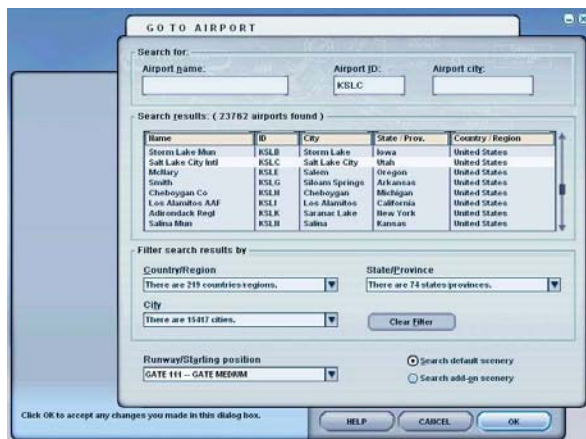 GO TO AIRPORT
Search for:
Airport name: Airport ID: Airport city:
KSLC
Search results: ( 23762 airports found )
Name ID City State / Prov. Country / Region
Storm Lake Mun KSLB Storm Lake Iowa United States
Salt Lake City Intl KSLC Salt Lake City Utah United States
McNary KSLE Salem Oregon United States
Smith KSLG Siloam Springs Arkansas United States
Cheboygan Co KSLH Cheboygan Michigan United States
Los Alamitos AAF KSLI Los Alamitos California United States
Adirondack Regl KSLK Saranac Lake New York United States
Salina Mun KSLN Salina Kansas United States
Filter search results by
Country/Region State/Province
There are 219 countries/regions. There are 74 states/provinces.
City
There are 15417 cities. Clear Filter
Runway/Starting position Search default scenery
GATE 111 -- GATE MEDIUM Search add-on scenery
Click OK to accept any changes you made in this dialog box. HELP CANCEL OK